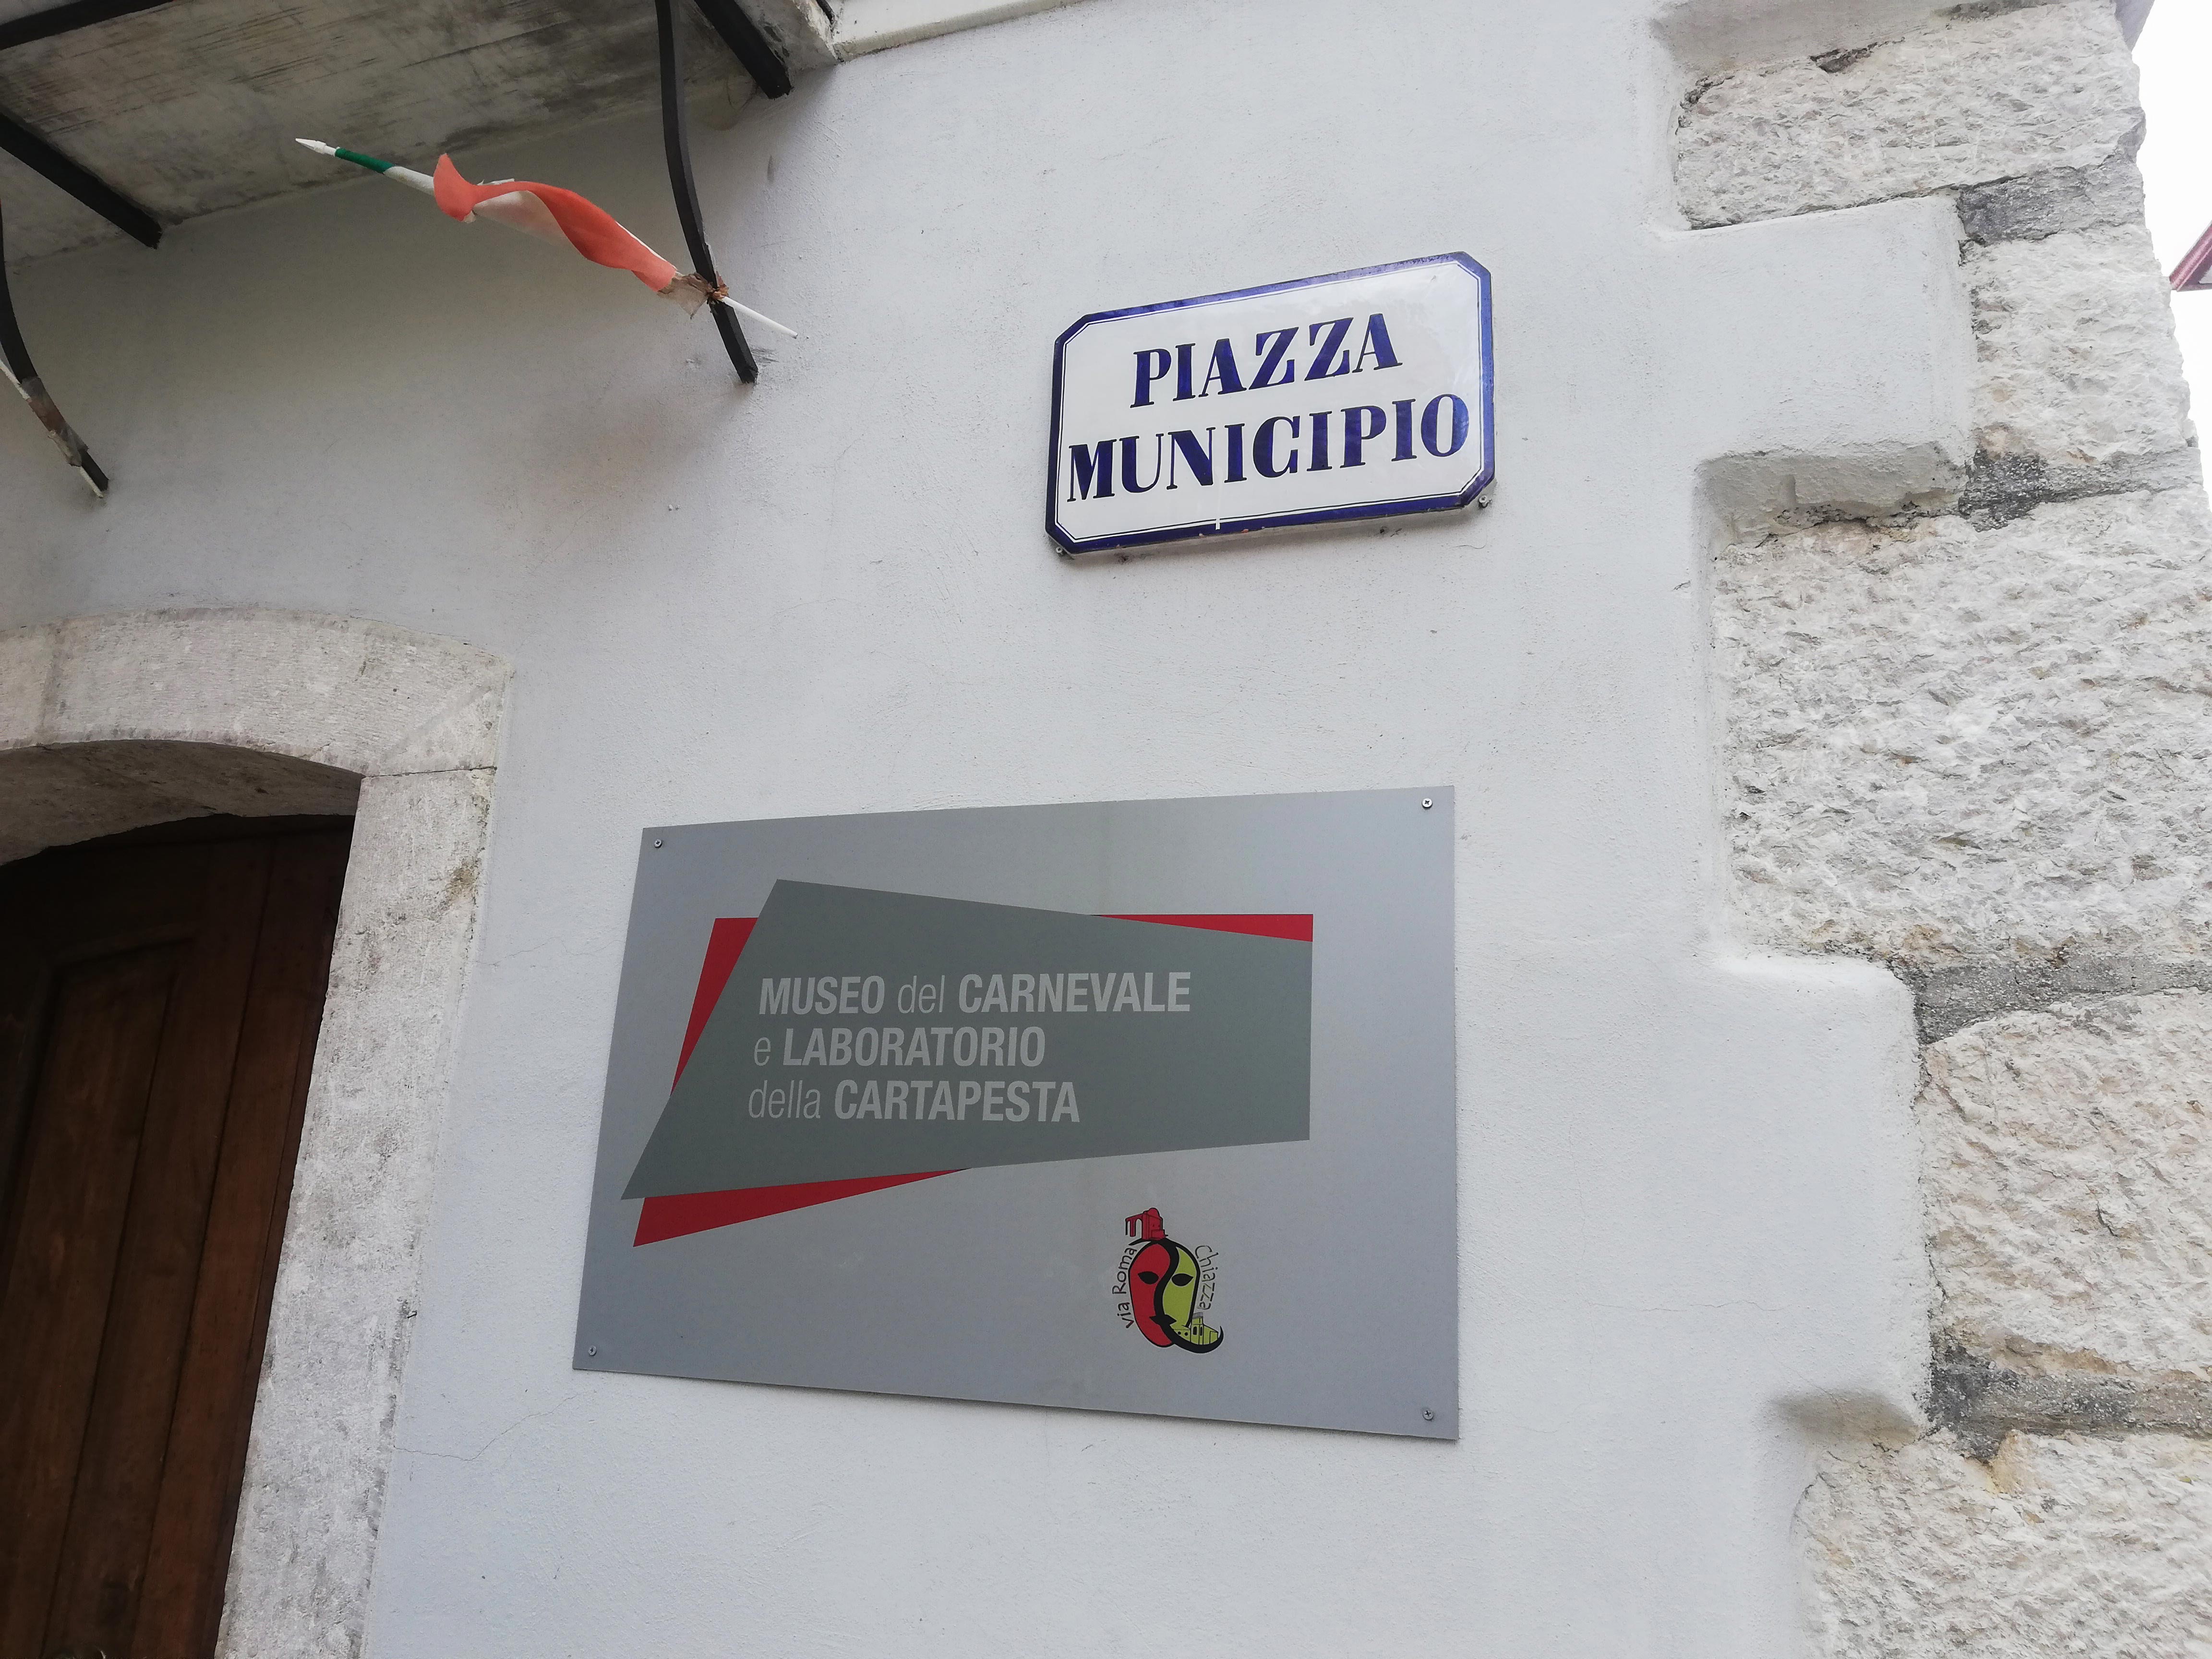 PIAZZA
MUNICIPIO
MUSEO del CARNEVALE
e LABORATORIO
della CARTAPESTA
via Roma
Chiazza